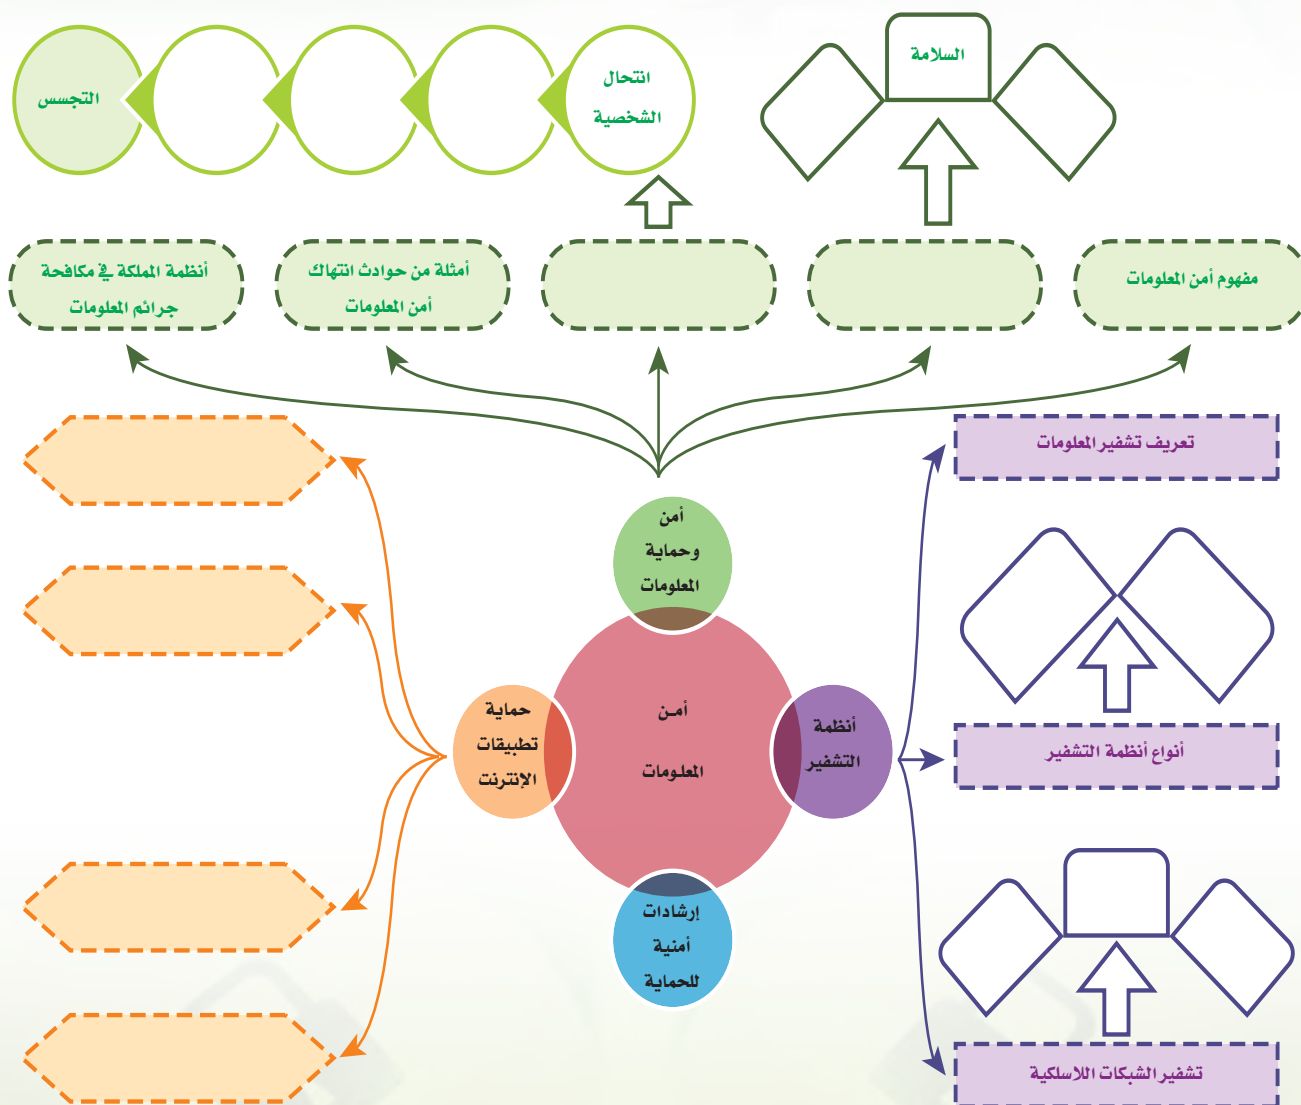 السلامة
انتحال
الشخصية
التجسس
مفهوم أمن المعلومات
أمثلة من حوادث انتهاك
أمن المعلومات
أنظمة المملكة في مكافحة
جرائم المعلومات
تعريف تشفير المعلومات
أمن
وحماية
المعلومات
أنظمة
التشفير
أمـن
المعلـومات
حماية
تطبيقات
الإنترنت
أنواع أنظمة التشفير
إرشادات
أمنية
للحماية
تشفير الشبكات اللاسلكية